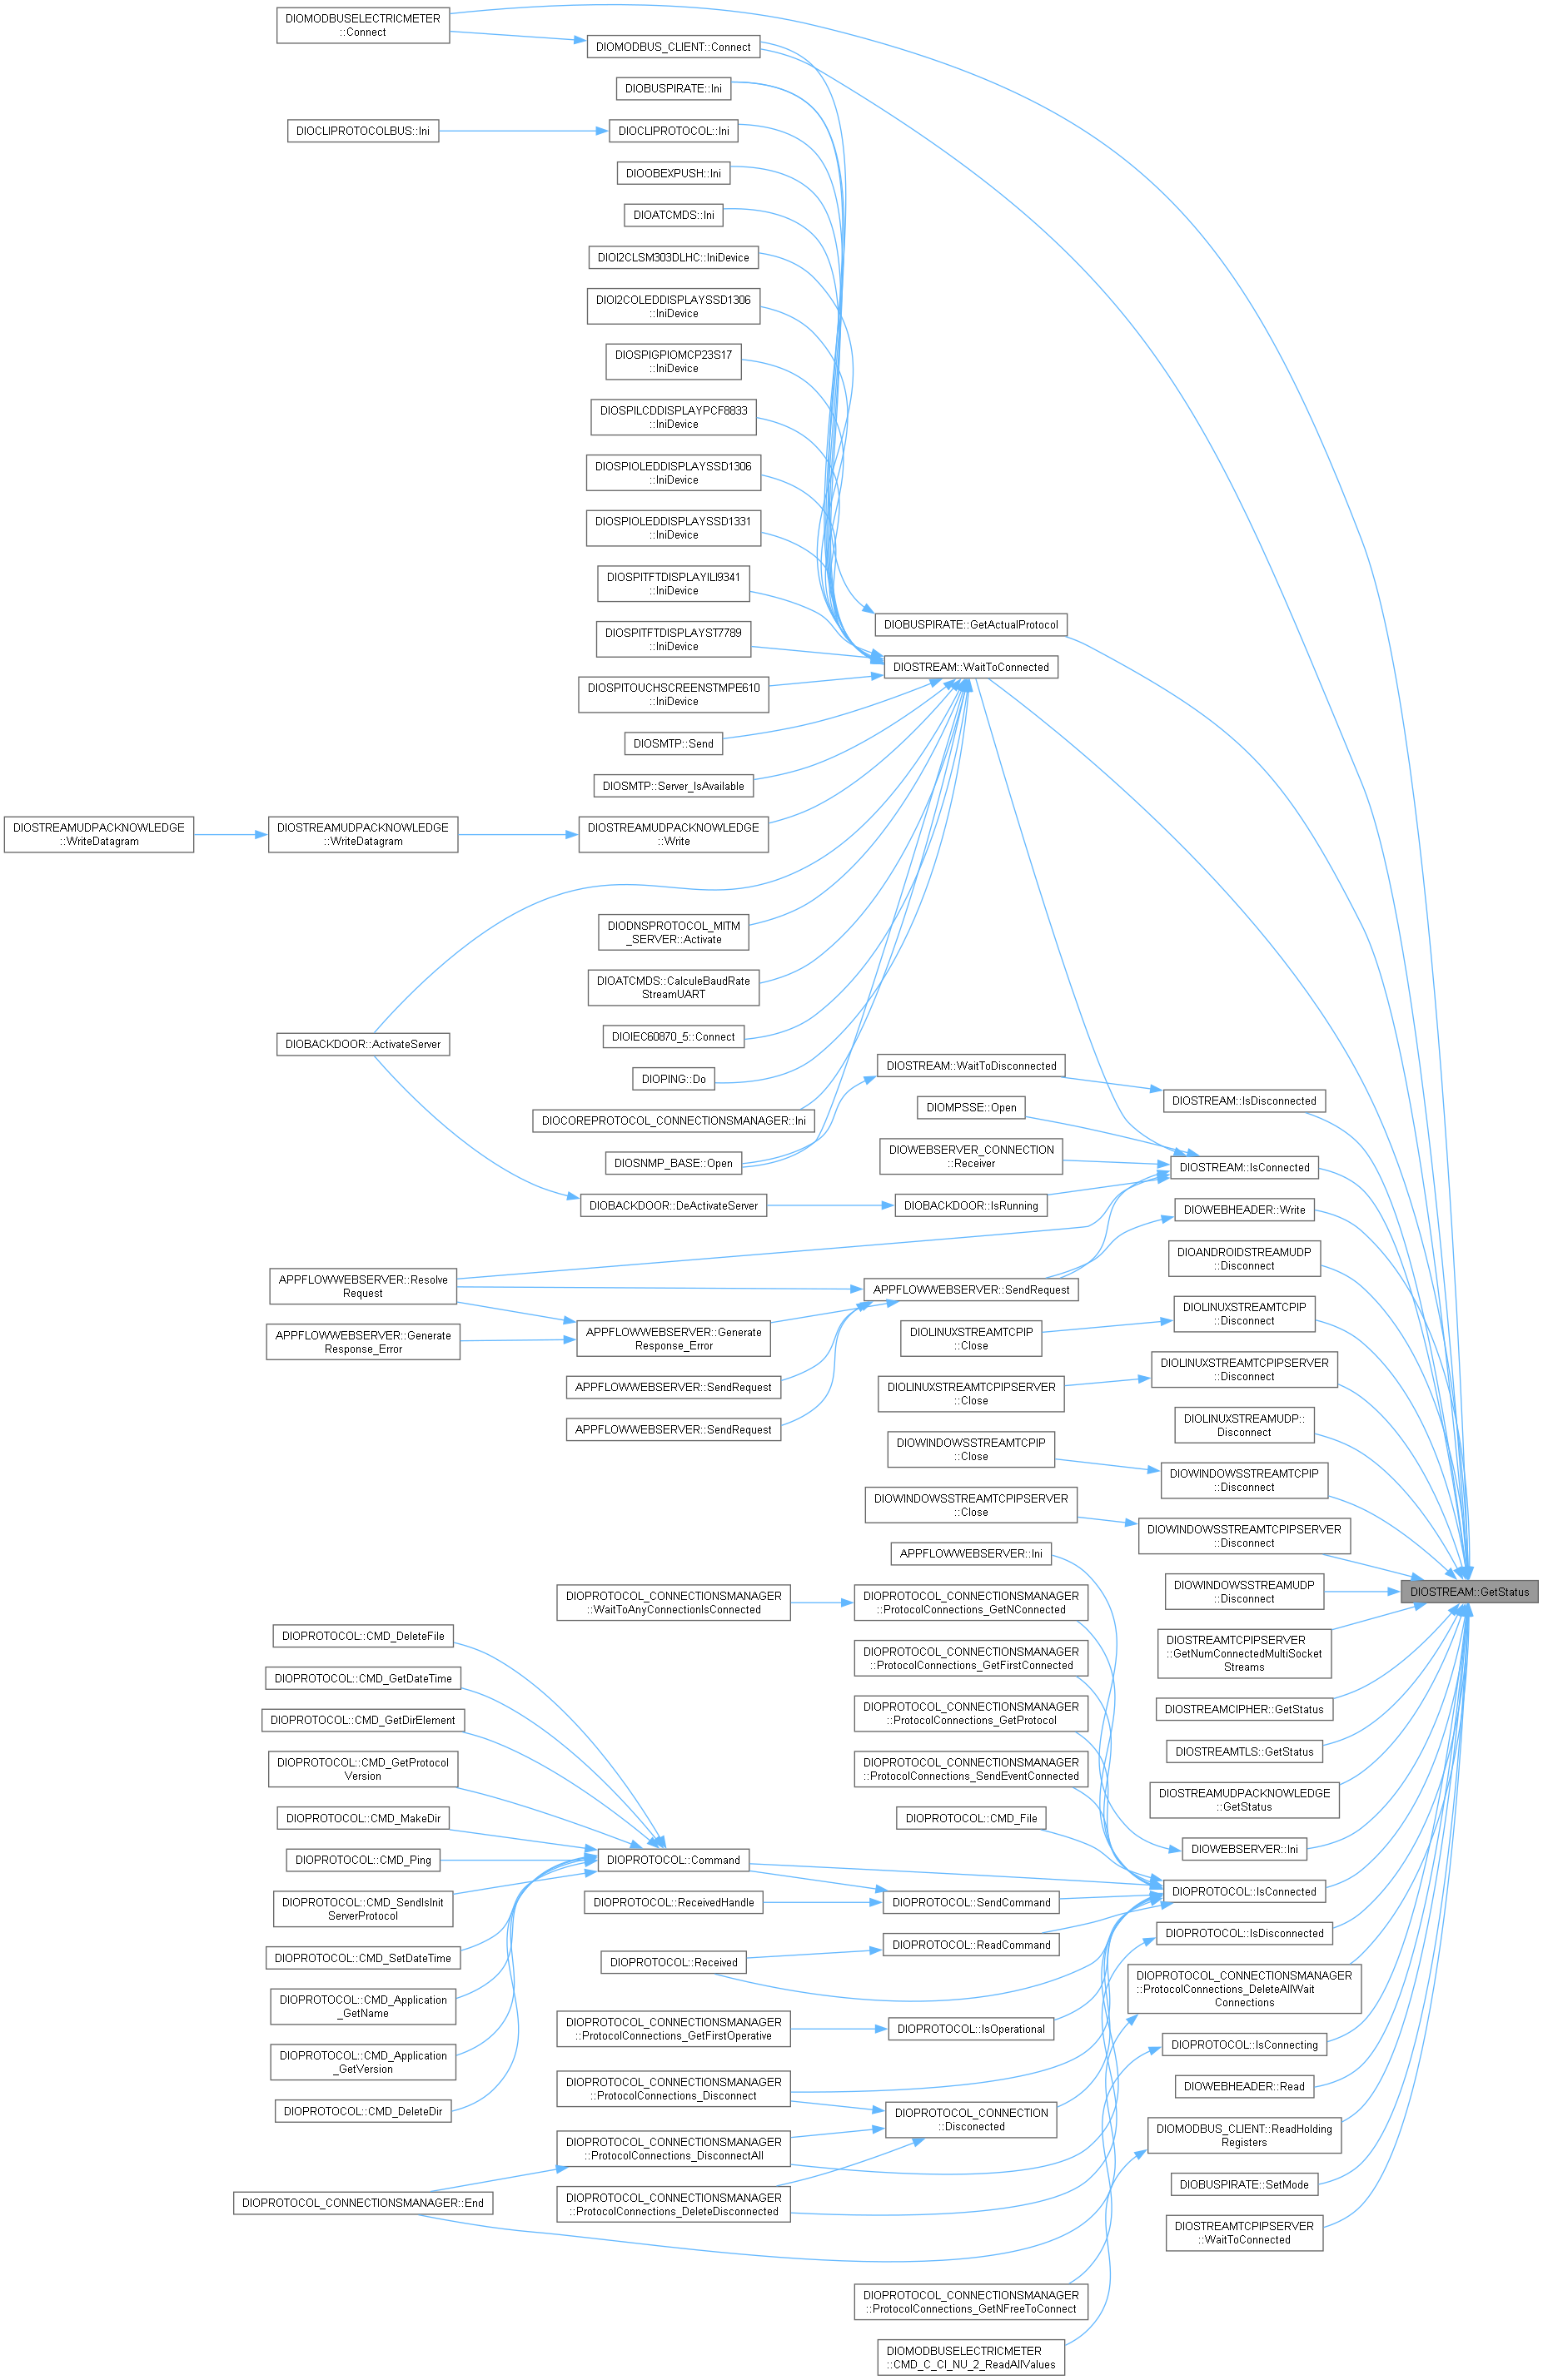 DIOMODBUSELECTRICMETER
::Connect
DIOMODBUS_CLIENT::Connect
DIOBUSPIRATE::Ini
DIOCLIPROTOCOLBUS::Ini
DIOCLIPROTOCOL::Ini
DIOOBEXPUSH::Ini
DIOATCMDS::Ini
DIOI2CLSM303DLHC::IniDevice
DIOI2COLEDDISPLAYSSD1306
::IniDevice
DIOSPIGPIOMCP23S17
::IniDevice
DIOSPILCDDISPLAYPCF8833
::IniDevice
DIOSPIOLEDDISPLAYSSD1306
::IniDevice
DIOSPIOLEDDISPLAYSSD1331
::IniDevice
DIOSPITFTDISPLAYILI9341
::IniDevice
DIOBUSPIRATE::GetActualProtocol
DIOSPITFTDISPLAYST7789
::IniDevice
DIOSTREAM::WaitToConnected
DIOSPITOUCHSCREENSTMPE610
::IniDevice
DIOSMTP::Send
DIOSMTP::Server_IsAvailable
DIOSTREAMUDPACKNOWLEDGE
::WriteDatagram
DIOSTREAMUDPACKNOWLEDGE
::WriteDatagram
DIOSTREAMUDPACKNOWLEDGE
::Write
DIODNSPROTOCOL_MITM
_SERVER::Activate
DIOATCMDS::CalculeBaudRate
StreamUART
DIOBACKDOOR::ActivateServer
DIOIEC60870_5::Connect
DIOPING::Do
DIOSTREAM::WaitToDisconnected
DIOSTREAM::IsDisconnected
DIOMPSSE::Open
DIOCOREPROTOCOL_CONNECTIONSMANAGER::Ini
DIOWEBSERVER_CONNECTION
::Receiver
DIOSNMP_BASE::Open
DIOSTREAM::IsConnected
DIOBACKDOOR::DeActivateServer
DIOBACKDOOR::IsRunning
DIOWEBHEADER::Write
DIOANDROIDSTREAMUDP
::Disconnect
APPFLOWWEBSERVER::Resolve
Request
APPFLOWWEBSERVER::SendRequest
DIOLINUXSTREAMTCPIP
::Disconnect
APPFLOWWEBSERVER::Generate
Response_Error
APPFLOWWEBSERVER::Generate
Response_Error
DIOLINUXSTREAMTCPIP
::Close
DIOLINUXSTREAMTCPIPSERVER
::Disconnect
APPFLOWWEBSERVER::SendRequest
DIOLINUXSTREAMTCPIPSERVER
::Close
APPFLOWWEBSERVER::SendRequest
DIOLINUXSTREAMUDP::
Disconnect
DIOWINDOWSSTREAMTCPIP
::Close
DIOWINDOWSSTREAMTCPIP
::Disconnect
DIOWINDOWSSTREAMTCPIPSERVER
::Close
DIOWINDOWSSTREAMTCPIPSERVER
::Disconnect
APPFLOWWEBSERVER::Ini
DIOSTREAM::GetStatus
DIOWINDOWSSTREAMUDP
::Disconnect
DIOPROTOCOL_CONNECTIONSMANAGER
::WaitToAnyConnectionIsConnected
DIOPROTOCOL_CONNECTIONSMANAGER
::ProtocolConnections_GetNConnected
DIOPROTOCOL::CMD_DeleteFile
DIOSTREAMTCPIPSERVER
::GetNumConnectedMultiSocket
Streams
DIOPROTOCOL_CONNECTIONSMANAGER
::ProtocolConnections_GetFirstConnected
DIOPROTOCOL::CMD_GetDateTime
DIOSTREAMCIPHER::GetStatus
DIOPROTOCOL::CMD_GetDirElement
DIOPROTOCOL_CONNECTIONSMANAGER
::ProtocolConnections_GetProtocol
DIOSTREAMTLS::GetStatus
DIOPROTOCOL::CMD_GetProtocol
Version
DIOPROTOCOL_CONNECTIONSMANAGER
::ProtocolConnections_SendEventConnected
DIOSTREAMUDPACKNOWLEDGE
::GetStatus
DIOPROTOCOL::CMD_MakeDir
DIOPROTOCOL::CMD_File
DIOWEBSERVER::Ini
DIOPROTOCOL::CMD_Ping
DIOPROTOCOL::Command
DIOPROTOCOL::IsConnected
DIOPROTOCOL::CMD_SendIsInit
ServerProtocol
DIOPROTOCOL::ReceivedHandle
DIOPROTOCOL::SendCommand
DIOPROTOCOL::IsDisconnected
DIOPROTOCOL::ReadCommand
DIOPROTOCOL::CMD_SetDateTime
DIOPROTOCOL::Received
DIOPROTOCOL_CONNECTIONSMANAGER
::ProtocolConnections_DeleteAllWait
Connections
DIOPROTOCOL::CMD_Application
_GetName
DIOPROTOCOL_CONNECTIONSMANAGER
::ProtocolConnections_GetFirstOperative
DIOPROTOCOL::IsOperational
DIOPROTOCOL::IsConnecting
DIOPROTOCOL::CMD_Application
_GetVersion
DIOPROTOCOL_CONNECTIONSMANAGER
::ProtocolConnections_Disconnect
DIOWEBHEADER::Read
DIOPROTOCOL::CMD_DeleteDir
DIOPROTOCOL_CONNECTION
::Disconected
DIOMODBUS_CLIENT::ReadHolding
Registers
DIOPROTOCOL_CONNECTIONSMANAGER
::ProtocolConnections_DisconnectAll
DIOBUSPIRATE::SetMode
DIOPROTOCOL_CONNECTIONSMANAGER::End
DIOPROTOCOL_CONNECTIONSMANAGER
::ProtocolConnections_DeleteDisconnected
DIOSTREAMTCPIPSERVER
::WaitToConnected
DIOPROTOCOL_CONNECTIONSMANAGER
::ProtocolConnections_GetNFreeToConnect
DIOMODBUSELECTRICMETER
::CMD_C_CI_NU_2_ReadAllValues